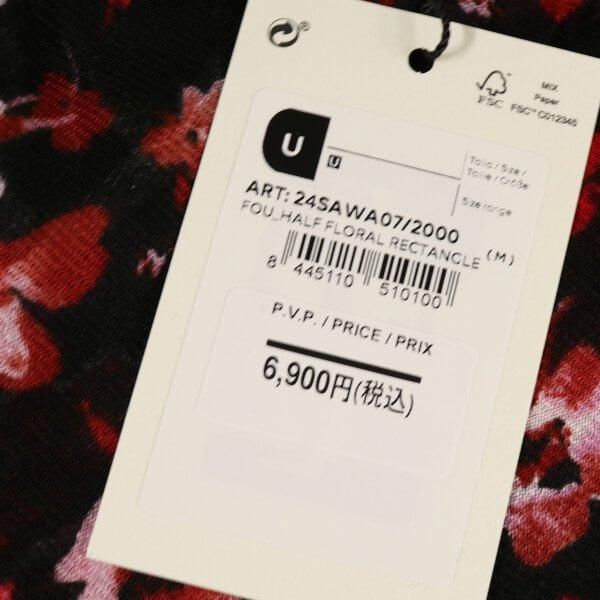 MIX
Paper
FSC™ C012345
FSC
U
U
Talla / Size /
Taille / Größe
Size range
ART: 24SAWA07/2000
FOU_HALF FLORAL RECTANGLE (M)
8 445110 510100
P.V.P. / PRICE / PRIX
6,900円(税込)